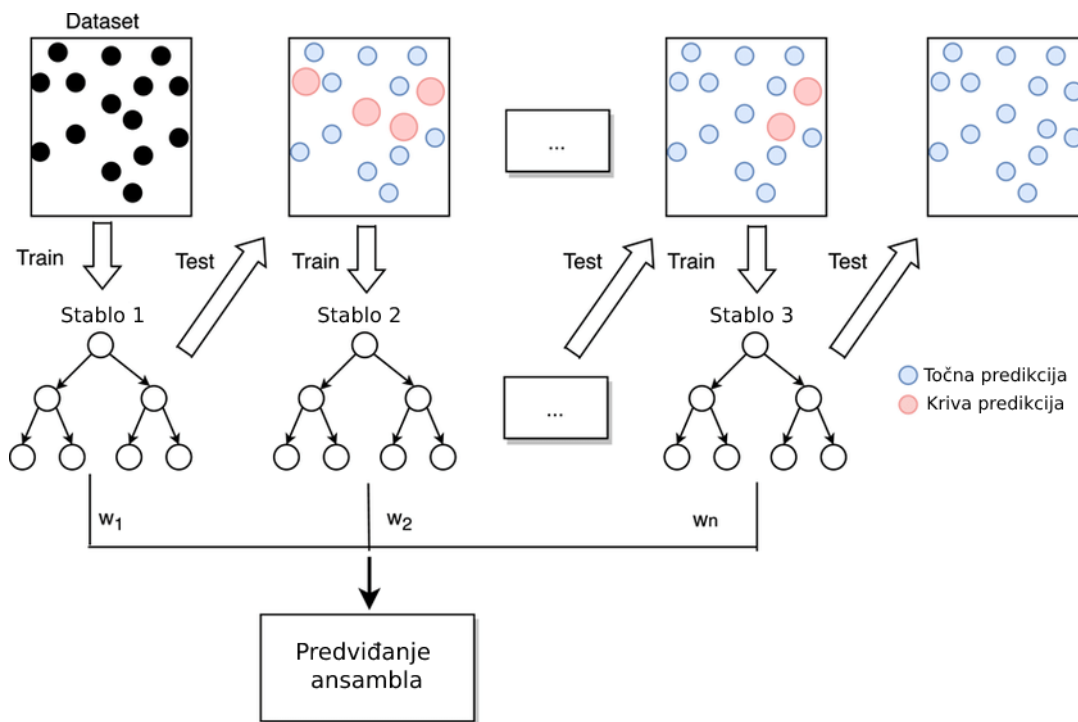 Dataset
...
Train
Test
Train
Test
Train
Test
Stablo 1
Stablo 2
Stablo 3
Točna predikcija
Kriva predikcija
...
w1
w2
wn
Predviđanje
ansambla